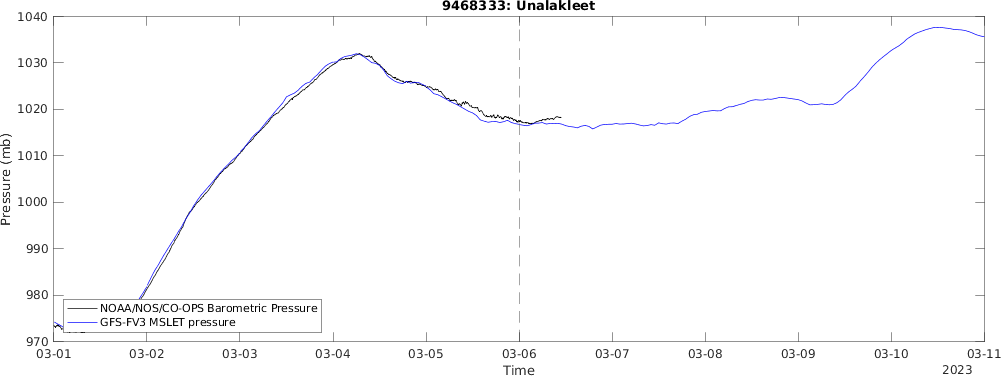 9468333: Unalakleet
1040
1030
1020
1010
1000
990
980
970
Pressure (mb)
NOAA/NOS/CO-OPS Barometric Pressure
GFS-FV3 MSLET pressure
03-01 03-02 03-03 03-04 03-05 03-06 03-07 03-08 03-09 03-10 03-11
Time
2023